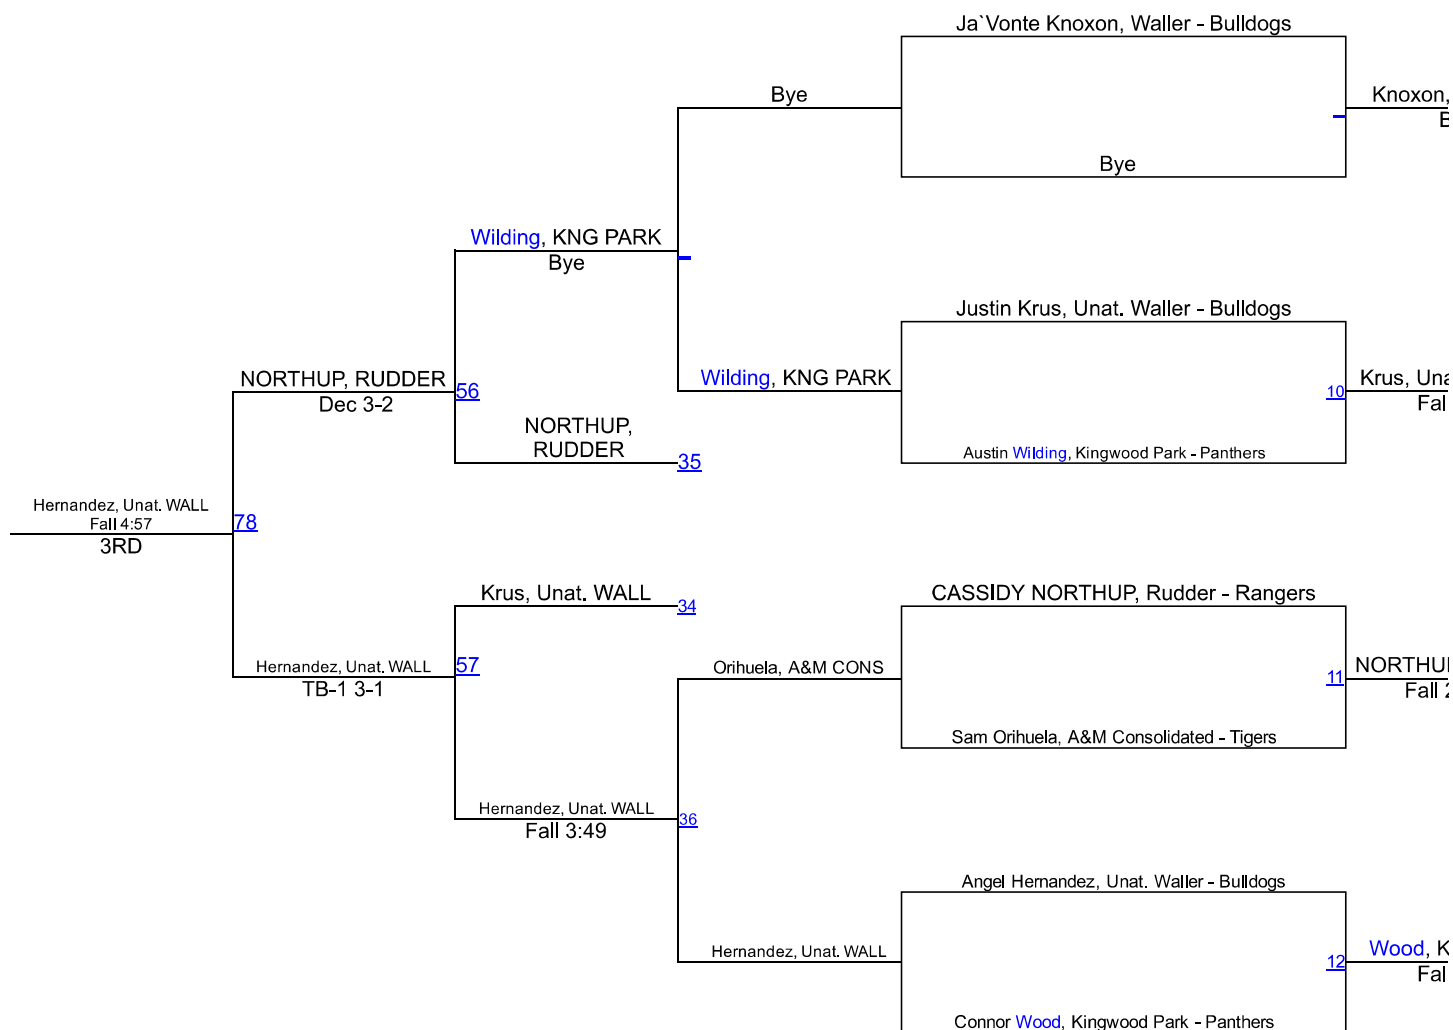 Ja`Vonte Knoxon, Waller - Bulldogs
Bye
Knoxon,
Bye
Wilding, KNG PARK
Bye
Justin Krus, Unat. Waller - Bulldogs
NORTHUP, RUDDER
Dec 3-2
56
Wilding, KNG PARK
10
Krus, Una
Fal
NORTHUP,
RUDDER
35
Austin Wilding, Kingwood Park - Panthers
Hernandez, Unat. WALL
Fall 4:57
3RD
78
Krus, Unat. WALL
34
CASSIDY NORTHUP, Rudder - Rangers
Hernandez, Unat. WALL
TB-1 3-1
57
Orihuela, A&M CONS
11
NORTHU
Fall 2
Sam Orihuela, A&M Consolidated - Tigers
Hernandez, Unat. WALL
Fall 3:49
36
Angel Hernandez, Unat. Waller - Bulldogs
Hernandez, Unat. WALL
12
Wood, K
Fal
Connor Wood, Kingwood Park - Panthers